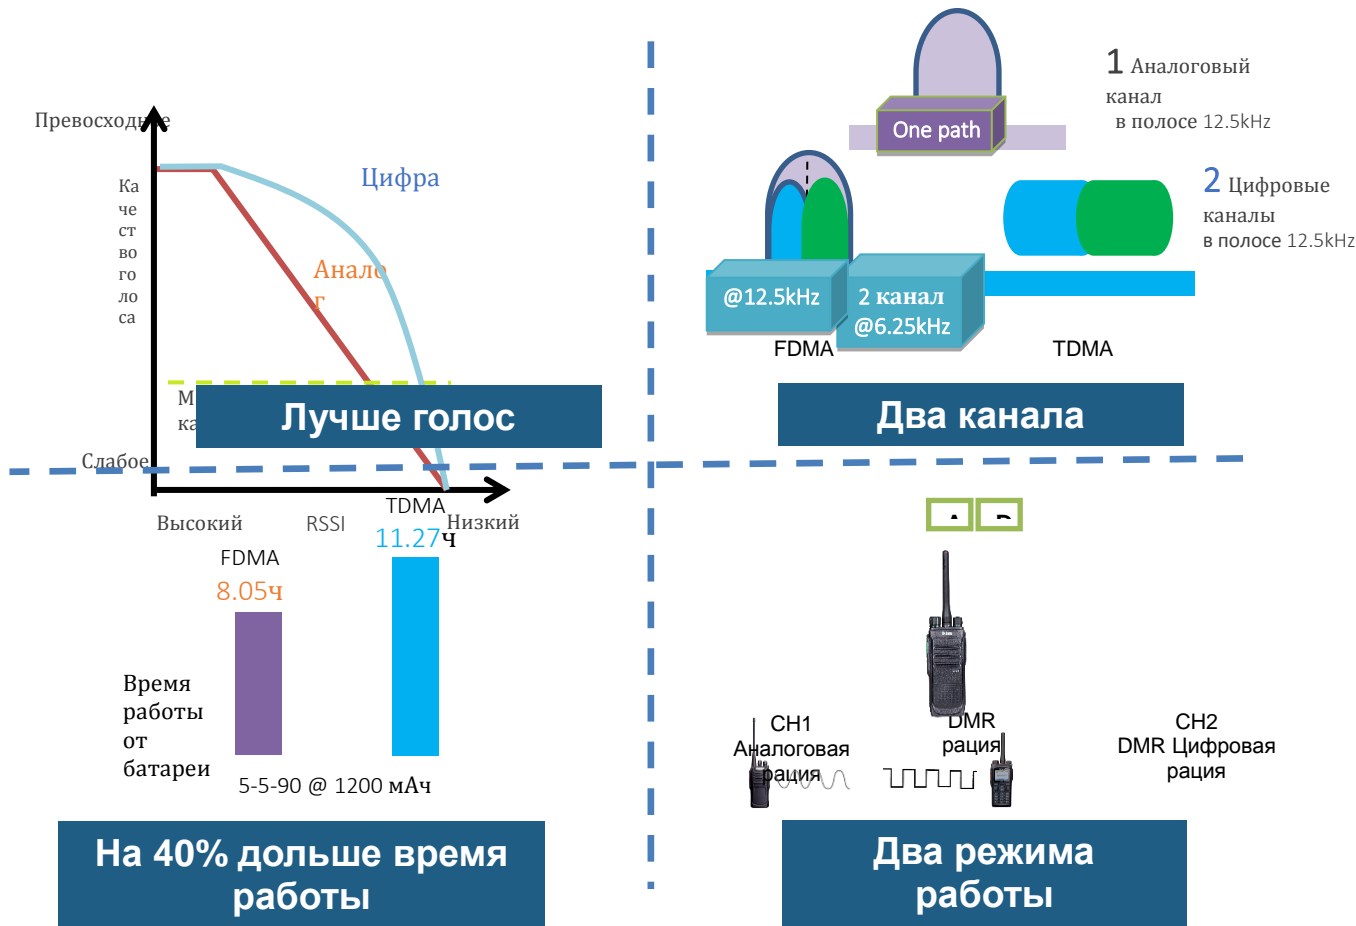 Превосходное
Ка
че
ст
во
го
ло
са
Цифра
Анало
г
М
ка
Лучше голос
Слабое
Высокий
RSSI
Низкий
One path
1 Аналоговый
канал
в полосе 12.5kHz
2 Цифровые
каналы
в полосе 12.5kHz
@12.5kHz
2 канал
@6.25kHz
FDMA
TDMA
Два канала
TDMA
11.27ч
FDMA
8.05ч
Время
работы
от
батареи
5-5-90 @ 1200 мАч
На 40% дольше время
работы
CH1
Аналоговая
рация
DMR
рация
CH2
DMR Цифровая
рация
Два режима
работы